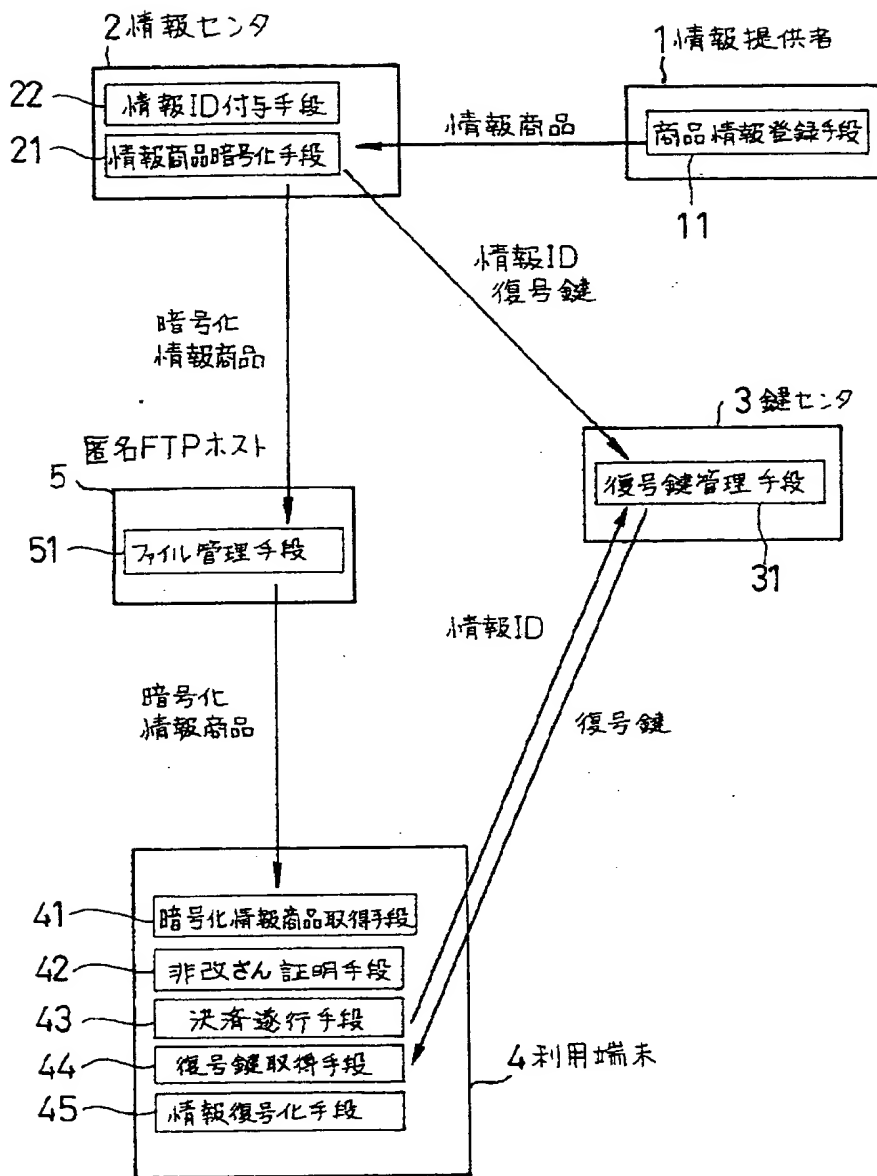 2 情報センタ
1 情報提供者
22
情報ID付与手段
21
情報商品暗号化手段
情報商品
商品情報登録手段
11
情報ID
復号鍵
暗号化
情報商品
3 鍵センタ
匿名FTPホスト
5
復号鍵管理手段
51
ファイル管理手段
31
情報ID
暗号化
情報商品
復号鍵
41
暗号化情報商品取得手段
42
非改ざん証明手段
43
決済遂行手段
44
復号鍵取得手段
4 利用端末
45
情報復号化手段